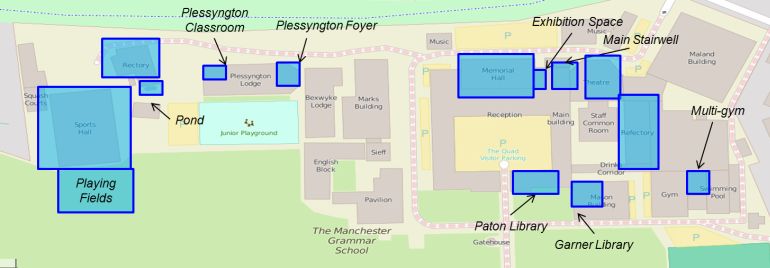 Exhibition Space
Plessyngton
Classroom
Plessyngton Foyer
Music
Music
Main Stairwell
Rectory
Plessyngton
Lodge
Memorial
Hall
Theatre
Maland
Building
Squash
Courts
Bexwyke
Lodge
Marks
Building
Reception
Main
building
Staff
Common
Room
Multi-gym
Pond
Sports
Hall
Junior Playground
Refectory
The Quad
Visitor Parking
Sieff
English
Block
Drinks
Corridor
Playing
Fields
Pavilion
Mason
Building
Gym
Swimming
Pool
Paton Library
Garner Library
The Manchester
Grammar
School
Gatehouse
P
P
P
P
P
P